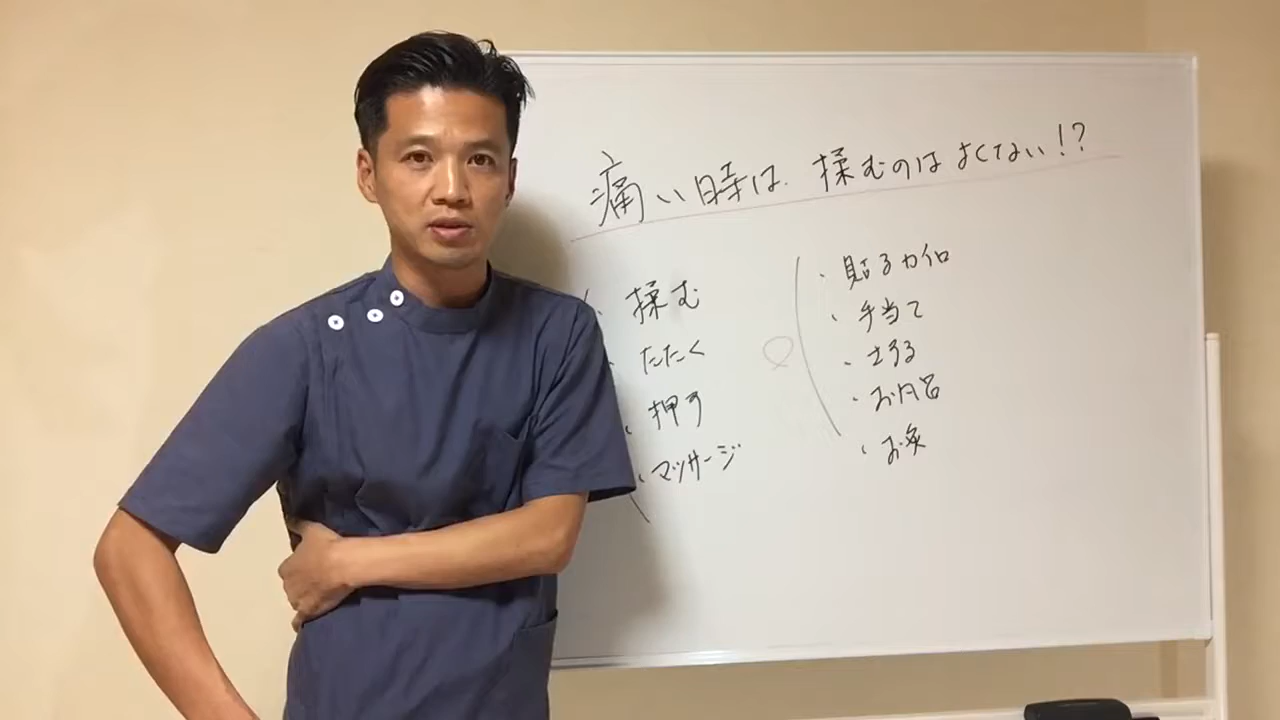 痛い時は、揉むのはよくない!?
・揉む
・たたく
・押す
・マッサージ
・貼るカイロ
・手当て
・さする
・お風呂
・お灸